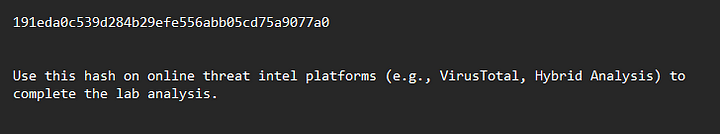 191eda0c539d284b29efe556abb05cd75a9077a0
Use this hash on online threat intel platforms (e.g., VirusTotal, Hybrid Analysis) to
complete the lab analysis.